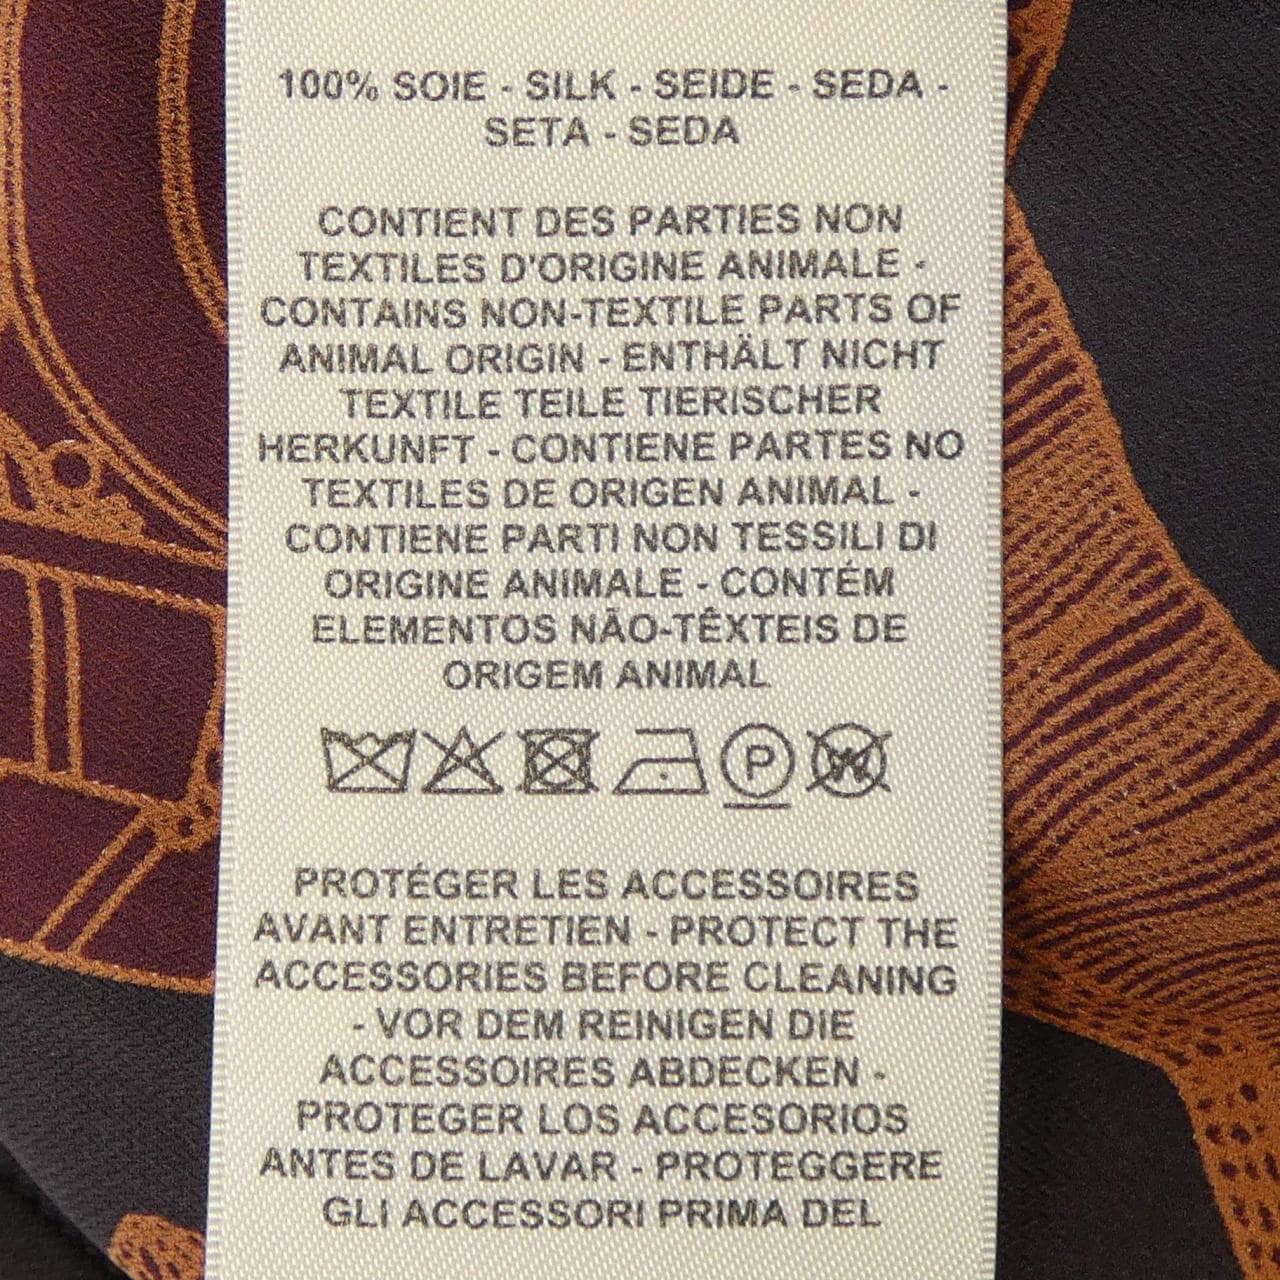 100% SOIE - SILK - SEIDE - SEDA -
SETA - SEDA
CONTIENT DES PARTIES NON
TEXTILES D'ORIGINE ANIMALE -
CONTAINS NON-TEXTILE PARTS OF
ANIMAL ORIGIN - ENTHÄLT NICHT
TEXTILE TEILE TIERISCHER
HERKUNFT - CONTIENE PARTES NO
TEXTILES DE ORIGEN ANIMAL -
CONTIENE PARTI NON TESSILI DI
ORIGINE ANIMALE - CONTÉM
ELEMENTOS NÃO-TÊXTEIS DE
ORIGEM ANIMAL
P W
PROTÉGER LES ACCESSOIRES
AVANT ENTRETIEN - PROTECT THE
ACCESSORIES BEFORE CLEANING
- VOR DEM REINIGEN DIE
ACCESSOIRES ABDECKEN -
PROTEGER LOS ACCESORIOS
ANTES DE LAVAR - PROTEGGERE
GLI ACCESSORI PRIMA DEL